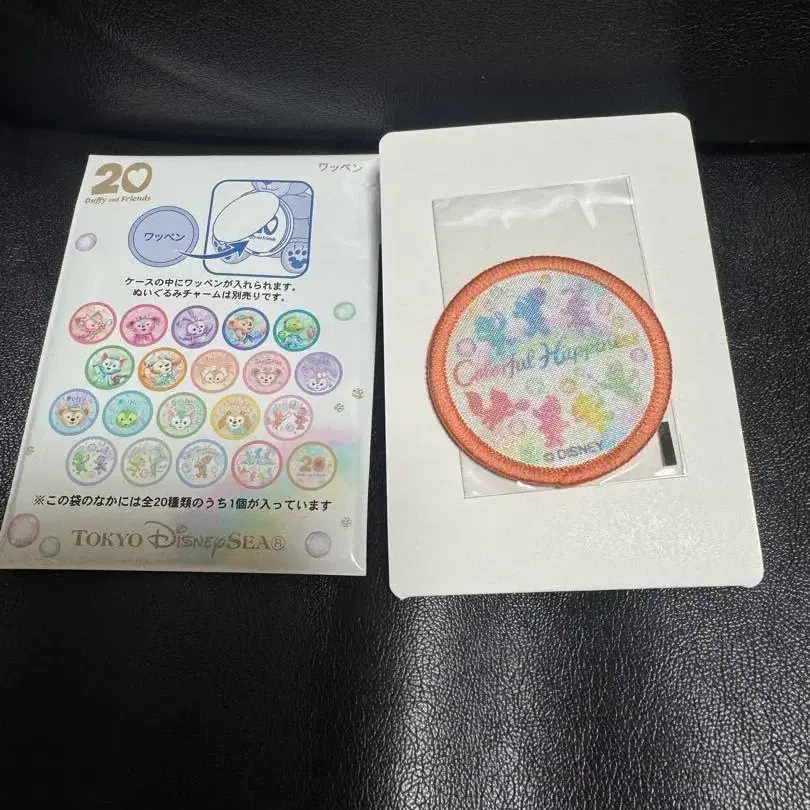 20
Duffy and Friends
ワッペン
ワッペン
ケースの中にワッペンが入れられます。
ぬいぐるみチャームは別売りです。
20
※この袋のなかには全20種類のうち1個が入っています
TOKYO DISNEYSEA®
Colorful Happiness
© DISNEY